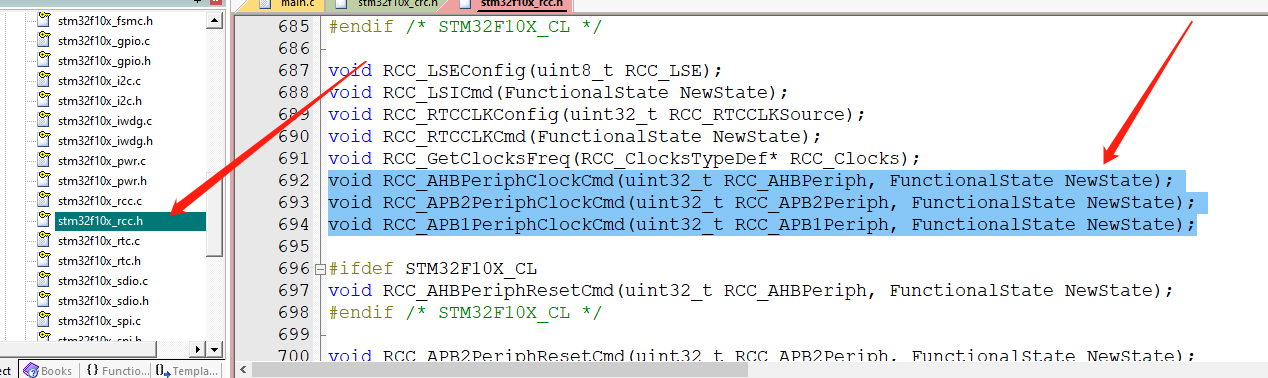 stm32f10x_fsmc.h
stm32f10x_gpio.c
stm32f10x_gpio.h
stm32f10x_i2c.c
stm32f10x_i2c.h
stm32f10x_iwdg.c
stm32f10x_iwdg.h
stm32f10x_pwr.c
stm32f10x_pwr.h
stm32f10x_rcc.c
stm32f10x_rcc.h
stm32f10x_rtc.c
stm32f10x_rtc.h
stm32f10x_sdio.c
stm32f10x_sdio.h
stm32f10x_spi.c
stm32f10x_spi.h
ect Books {} Functio... Templa...
main.c stm32f10x_crc.h stm32f10x_rcc.h
685 #endif /* STM32F10X_CL */
686
687 void RCC_LSEConfig(uint8_t RCC_LSE);
688 void RCC_LSICmd(FunctionalState NewState);
689 void RCC_RTCCLKConfig(uint32_t RCC_RTCCLKSource);
690 void RCC_RTCCLKCmd(FunctionalState NewState);
691 void RCC_GetClocksFreq(RCC_ClocksTypeDef* RCC_Clocks);
692 void RCC_AHBPeriphClockCmd(uint32_t RCC_AHBPeriph, FunctionalState NewState);
693 void RCC_APB2PeriphClockCmd(uint32_t RCC_APB2Periph, FunctionalState NewState);
694 void RCC_APB1PeriphClockCmd(uint32_t RCC_APB1Periph, FunctionalState NewState);
695
696 #ifdef STM32F10X_CL
697 void RCC_AHBPeriphResetCmd(uint32_t RCC_AHBPeriph, FunctionalState NewState);
698 #endif /* STM32F10X_CL */
699
700 void RCC_APB2PeriphResetCmd(uint32_t RCC_APB2Periph, FunctionalState NewState);